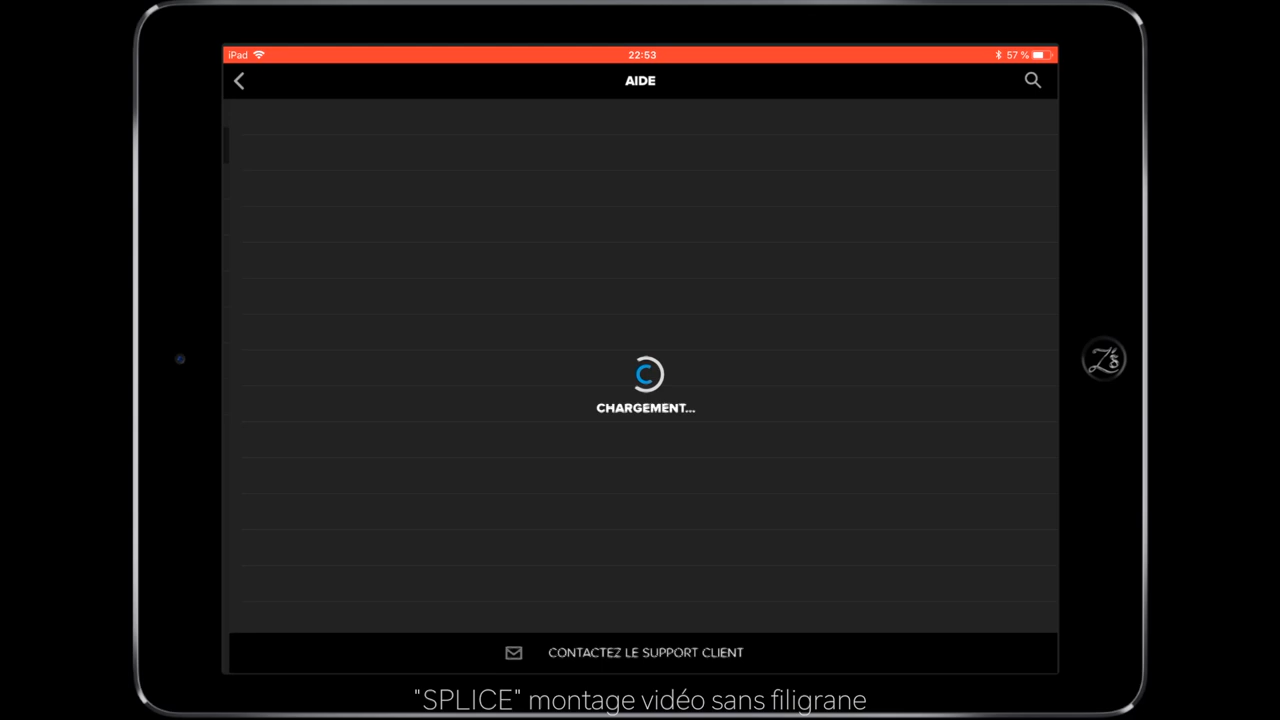 iPad 22:53 57 %
AIDE
CHARGEMENT...
CONTACTEZ LE SUPPORT CLIENT
"SPLICE" montage vidéo sans filigrane